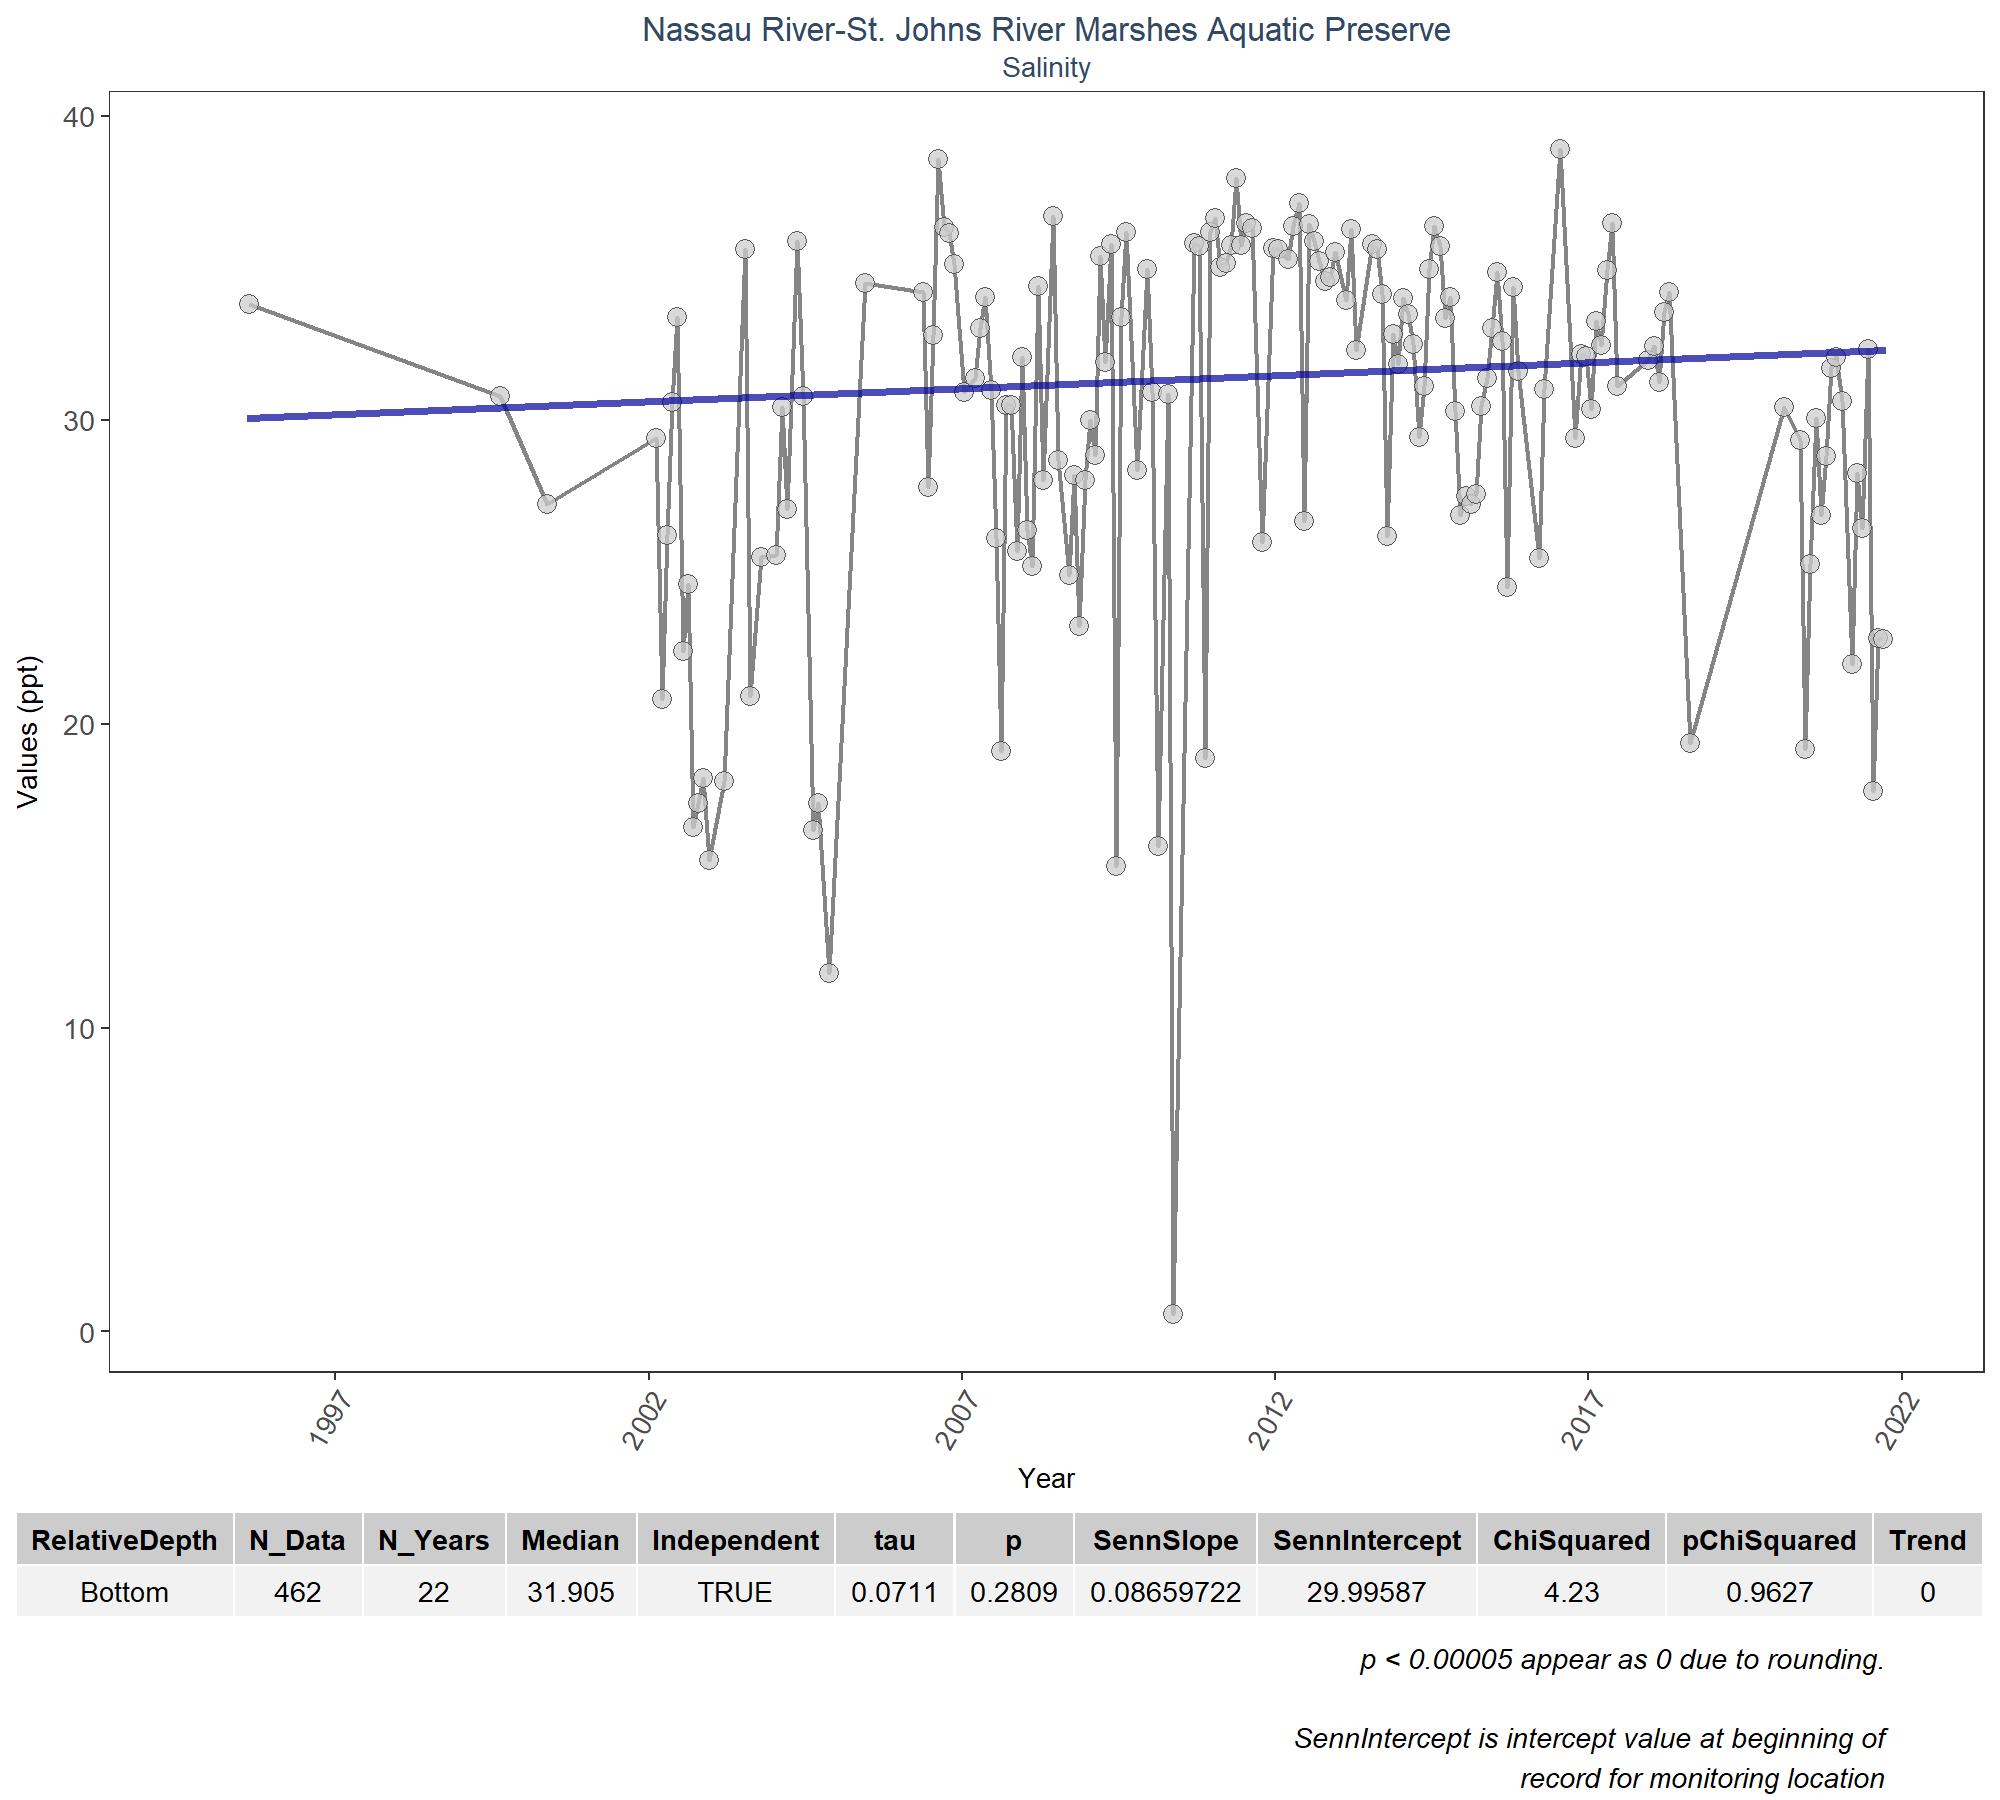 Nassau River-St. Johns River Marshes Aquatic Preserve
Salinity
40
30
20
10
0
Values (ppt)
1997
2002
2007
2012
2017
2022
Year
RelativeDepth N_Data N_Years Median Independent tau p SennSlope SennIntercept ChiSquared pChiSquared Trend
Bottom 462 22 31.905 TRUE 0.0711 0.2809 0.08659722 29.99587 4.23 0.9627 0
p < 0.00005 appear as 0 due to rounding.
SennIntercept is intercept value at beginning of
record for monitoring location